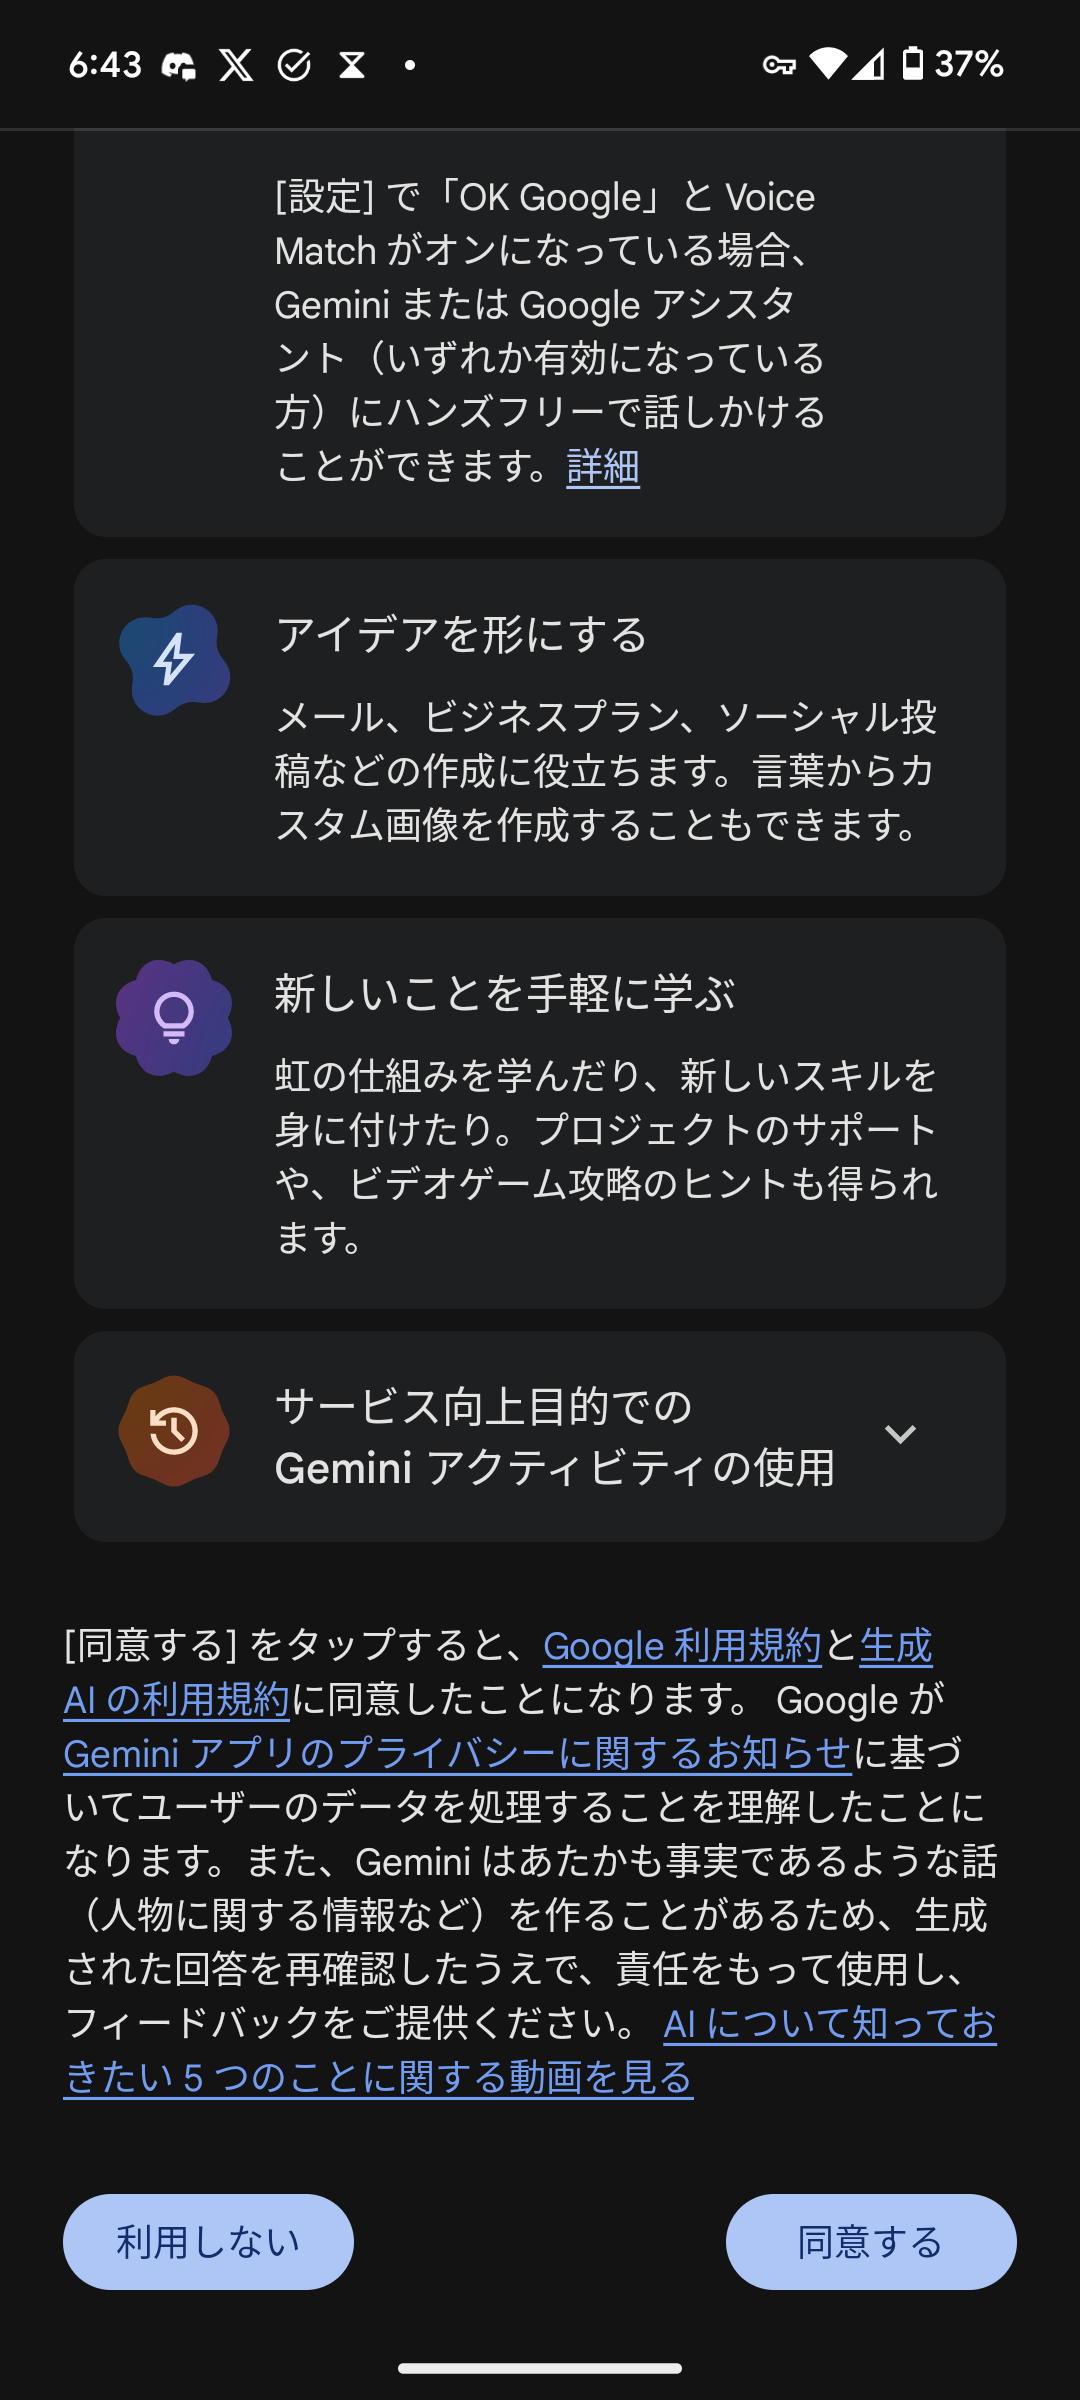 6:43
37%
[設定] で「OK Google」と Voice
Match がオンになっている場合、
Gemini または Google アシスタ
ント（いずれか有効になっている
方）にハンズフリーで話しかける
ことができます。詳細
アイデアを形にする
メール、ビジネスプラン、ソーシャル投
稿などの作成に役立ちます。言葉からカ
スタム画像を作成することもできます。
新しいことを手軽に学ぶ
虹の仕組みを学んだり、新しいスキルを
身に付けたり。プロジェクトのサポート
や、ビデオゲーム攻略のヒントも得られ
ます。
サービス向上目的での
Gemini アクティビティの使用
[同意する] をタップすると、Google 利用規約と生成
AI の利用規約に同意したことになります。 Google が
Gemini アプリのプライバシーに関するお知らせに基づ
いてユーザーのデータを処理することを理解したことに
なります。また、Gemini はあたかも事実であるような話
（人物に関する情報など）を作ることがあるため、生成
された回答を再確認したうえで、責任をもって使用し、
フィードバックをご提供ください。 AI について知ってお
きたい 5 つのことに関する動画を見る
利用しない
同意する